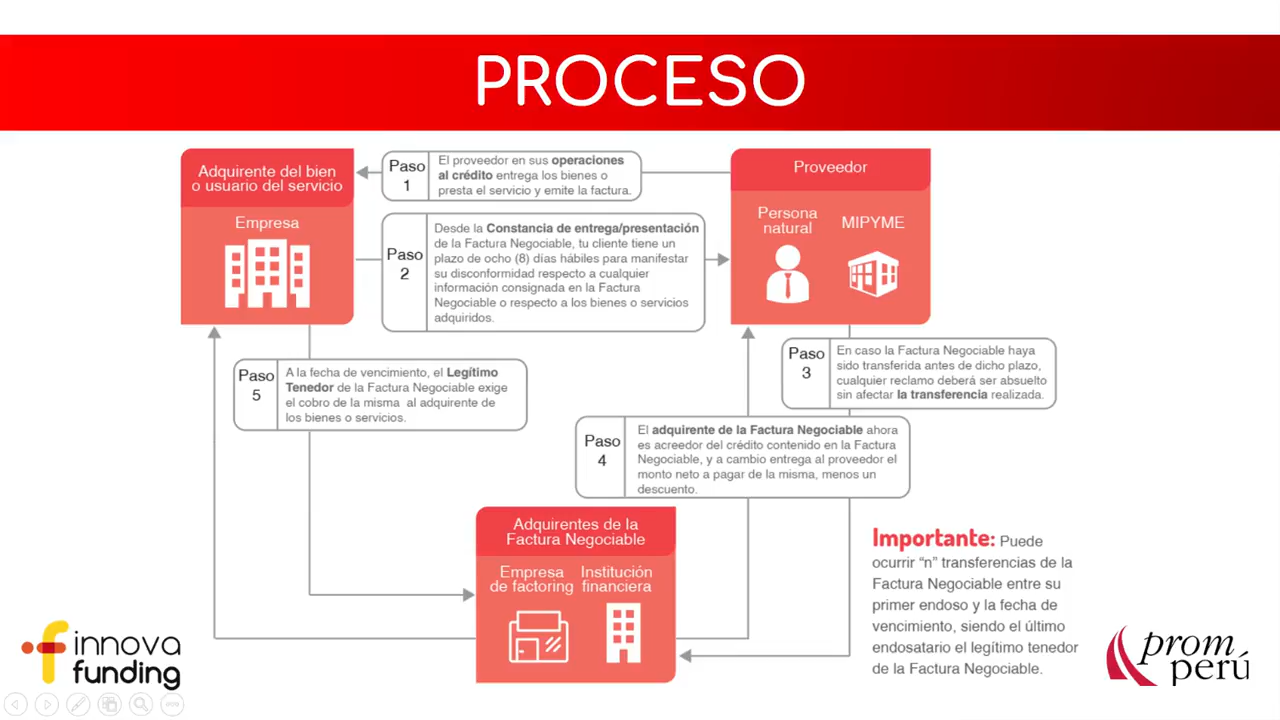 PROCESO
Adquirente del bien
o usuario del servicio
Empresa
Paso
1
El proveedor en sus operaciones
al crédito entrega los bienes o
presta el servicio y emite la factura.
Proveedor
Persona
natural
MIPYME
Paso
2
Desde la Constancia de entrega/presentación
de la Factura Negociable, tu cliente tiene un
plazo de ocho (8) días hábiles para manifestar
su disconformidad respecto a cualquier
información consignada en la Factura
Negociable o respecto a los bienes o servicios
adquiridos.
Paso
3
En caso la Factura Negociable haya
sido transferida antes de dicho plazo,
cualquier reclamo deberá ser absuelto
sin afectar la transferencia realizada.
Paso
5
A la fecha de vencimiento, el Legítimo
Tenedor de la Factura Negociable exige
el cobro de la misma al adquirente de
los bienes o servicios.
Paso
4
El adquirente de la Factura Negociable ahora
es acreedor del crédito contenido en la Factura
Negociable, y a cambio entrega al proveedor el
monto neto a pagar de la misma, menos un
descuento.
Adquirentes de la
Factura Negociable
Empresa
de factoring
Institución
financiera
Importante: Puede
ocurrir “n” transferencias de la
Factura Negociable entre su
primer endoso y la fecha de
vencimiento, siendo el último
endosatario el legítimo tenedor
de la Factura Negociable.
innova
funding
prom
perú